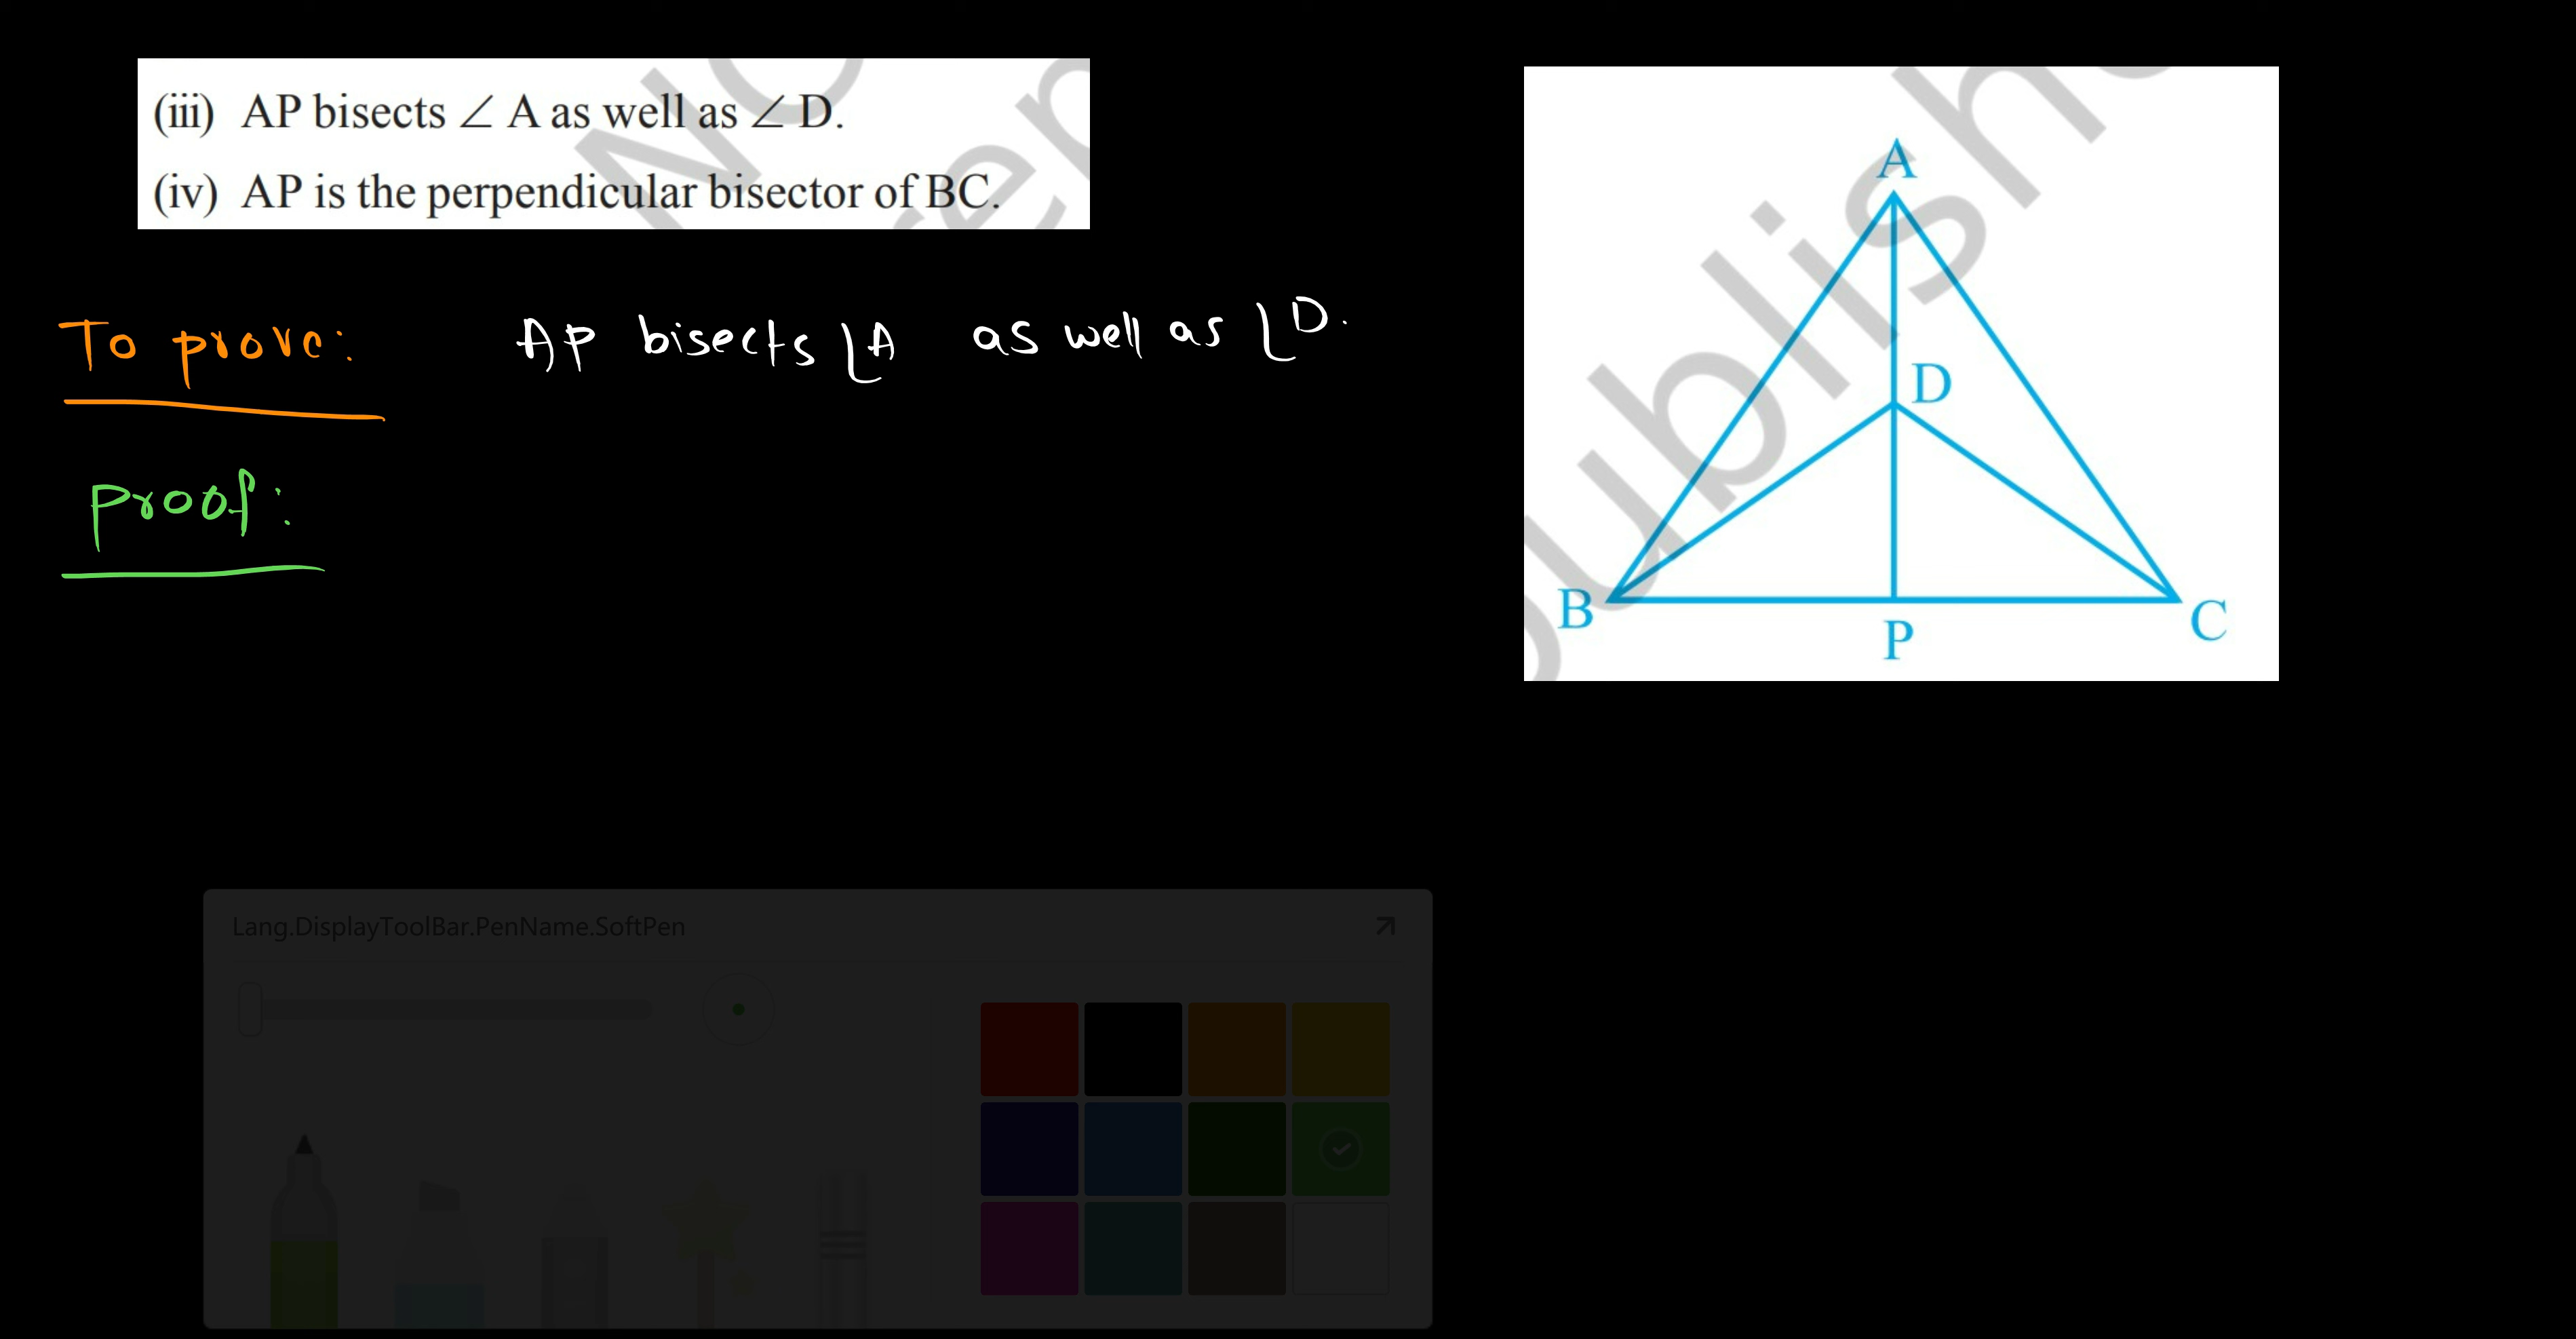 (iii) AP bisects ∠ A as well as ∠ D.
(iv) AP is the perpendicular bisector of BC.
To prove: AP bisects ∠A as well as ∠D.
Proof:
A
D
B
P
C
Lang.DisplayToolBar.PenName.SoftPen